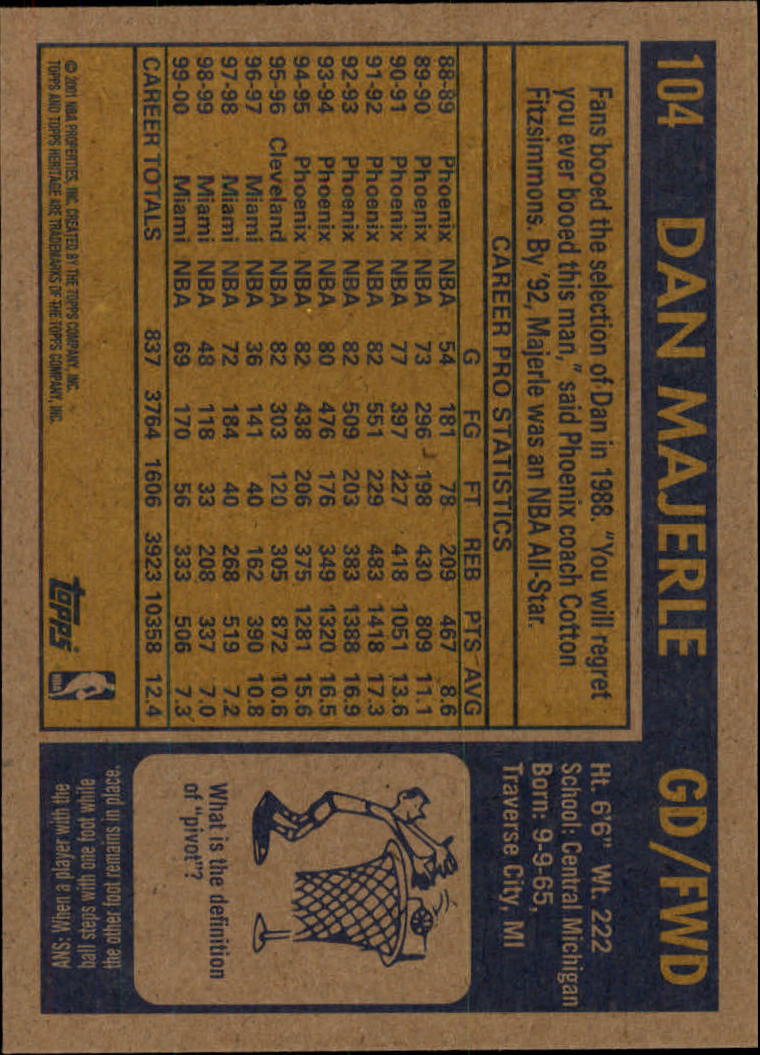 104 DAN MAJERLE GD/FWD
Fans booed the selection of Dan in 1988. "You will regret
you ever booed this man," said Phoenix coach Cotton
Fitzsimmons. By '92, Majerle was an NBA All-Star.
CAREER PRO STATISTICS
G FG FT REB PTS AVG
88-89 Phoenix NBA 54 181 78 209 467 8.6
89-90 Phoenix NBA 73 296 198 430 809 11.1
90-91 Phoenix NBA 77 397 227 418 1051 13.6
91-92 Phoenix NBA 82 551 229 483 1418 17.3
92-93 Phoenix NBA 82 509 203 383 1388 16.9
93-94 Phoenix NBA 80 476 176 349 1320 16.5
94-95 Phoenix NBA 82 438 206 375 1281 15.6
95-96 Cleveland NBA 82 303 120 305 872 10.6
96-97 Miami NBA 36 141 40 162 390 10.8
97-98 Miami NBA 72 184 40 268 519 7.2
98-99 Miami NBA 48 118 33 208 337 7.0
99-00 Miami NBA 69 170 56 333 506 7.3
CAREER TOTALS 837 3764 1606 3923 10358 12.4
© 2001 NBA PROPERTIES, INC. CREATED BY THE TOPPS COMPANY, INC.
TOPPS AND TOPPS HERITAGE ARE TRADEMARKS OF THE TOPPS COMPANY, INC.
Topps
NBA
Ht. 6'6" Wt. 222
School: Central Michigan
Born: 9-9-65,
Traverse City, MI
What is the definition
of "pivot"?
ANS: When a player with the
ball steps with one foot while
the other foot remains in place.